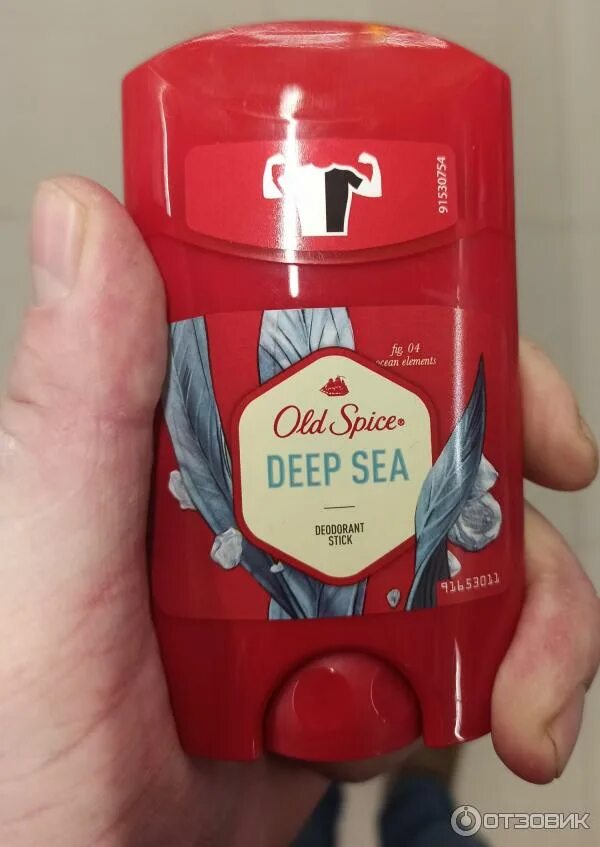 91530754
fig. 04
ocean elements
Old Spice®
DEEP SEA
DEODORANT
STICK
91653011
ОТЗОВИК